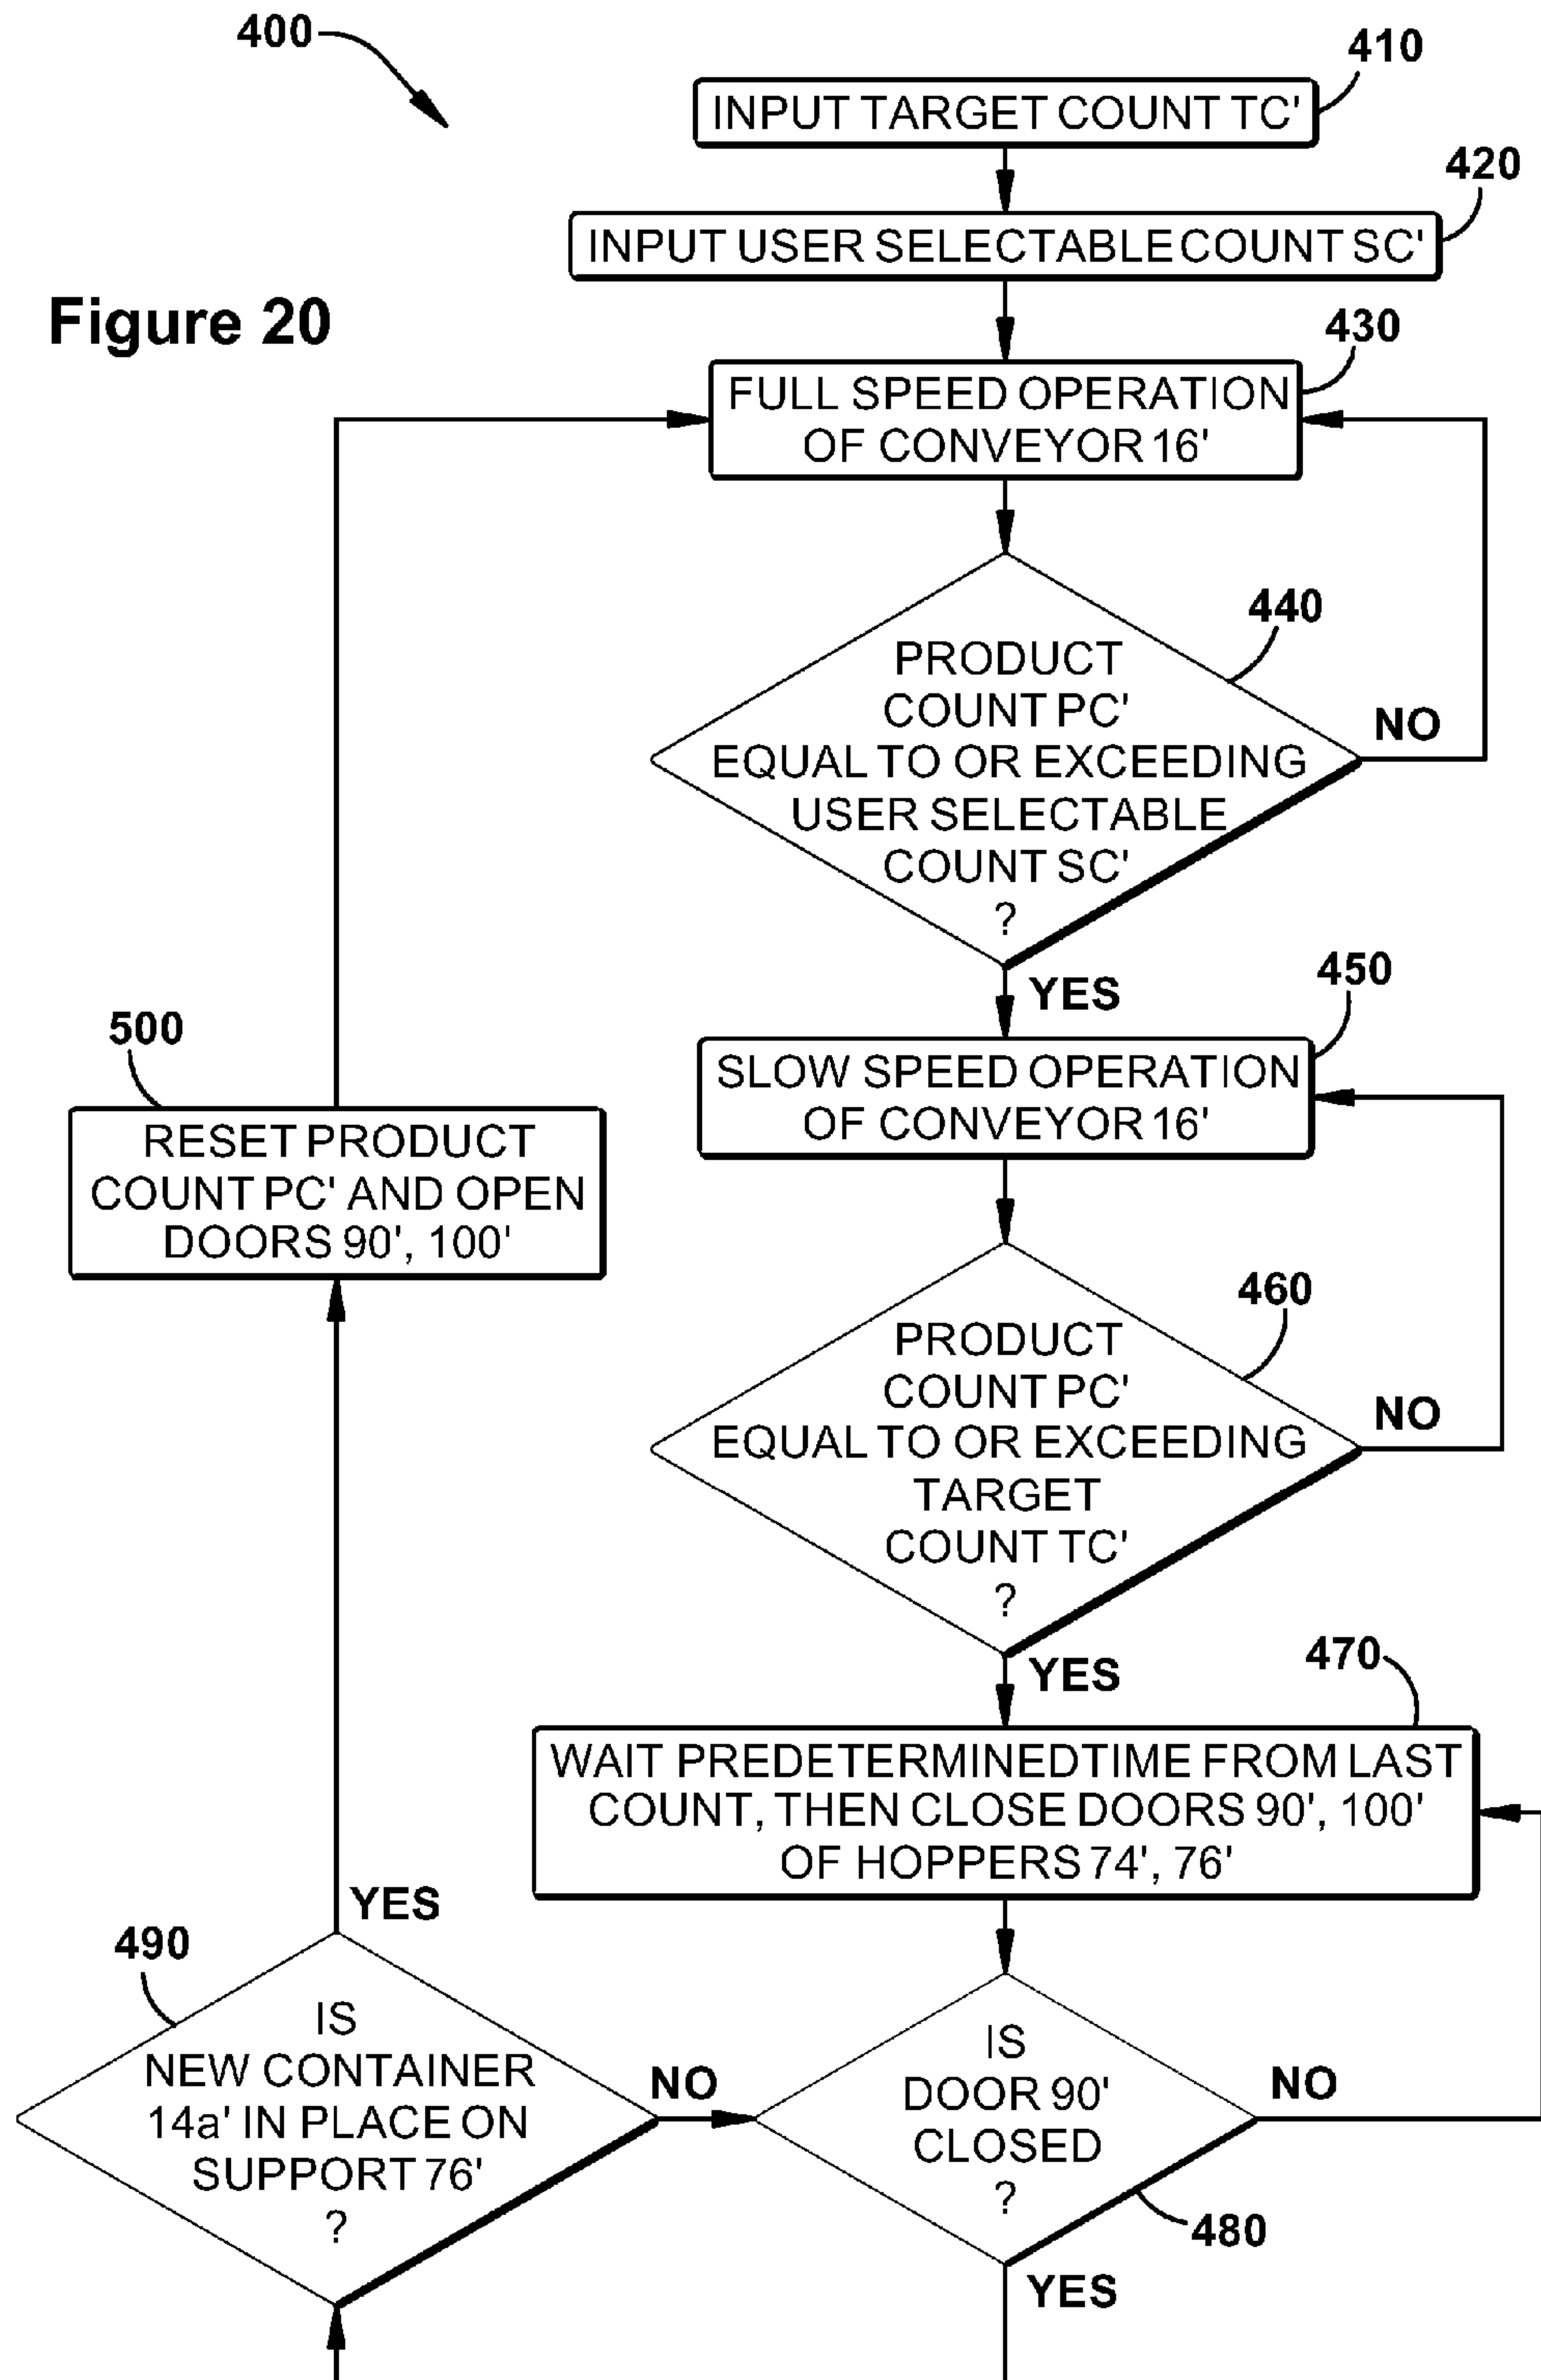 400
410
INPUT TARGET COUNT TC'
420
INPUT USER SELECTABLE COUNT SC'
Figure 20
430
FULL SPEED OPERATION
OF CONVEYOR 16'
440
PRODUCT
COUNT PC'
EQUAL TO OR EXCEEDING
USER SELECTABLE
COUNT SC'
?
NO
YES
450
SLOW SPEED OPERATION
OF CONVEYOR 16'
500
RESET PRODUCT
COUNT PC' AND OPEN
DOORS 90', 100'
460
PRODUCT
COUNT PC'
EQUAL TO OR EXCEEDING
TARGET
COUNT TC'
?
NO
YES
470
WAIT PREDETERMINED TIME FROM LAST
COUNT, THEN CLOSE DOORS 90', 100'
OF HOPPERS 74', 76'
YES
490
IS
NEW CONTAINER
14a' IN PLACE ON
SUPPORT 76'
?
NO
IS
DOOR 90'
CLOSED
?
NO
480
YES